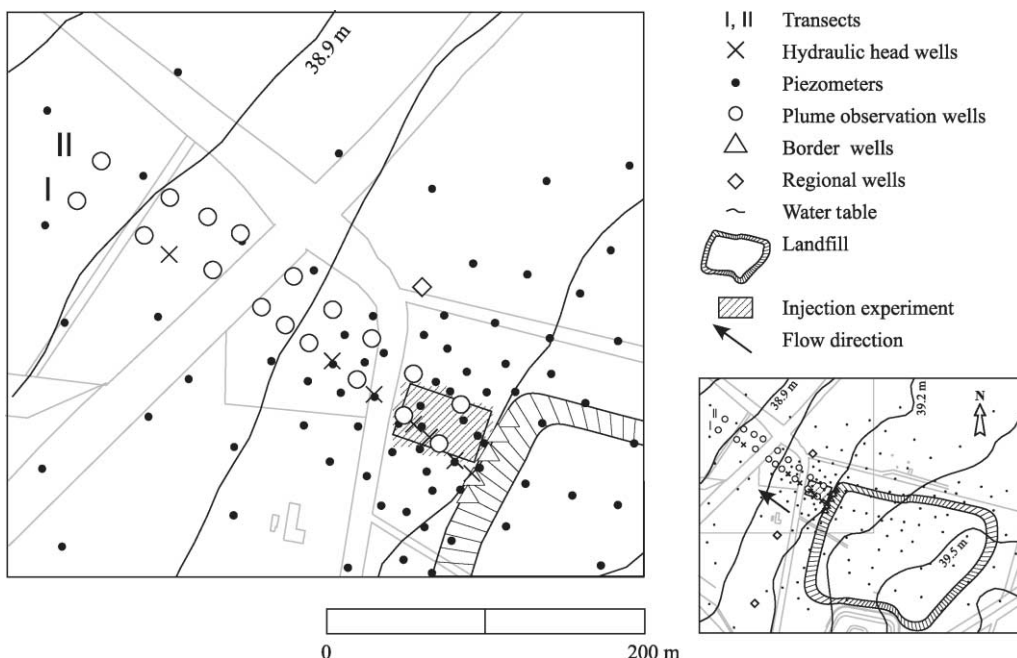 38.9 m
II
I
0
200 m
I, II Transects
Hydraulic head wells
Piezometers
Plume observation wells
Border wells
Regional wells
Water table
Landfill
Injection experiment
Flow direction
38.9 m
39.2 m
N
II
I
39.5 m